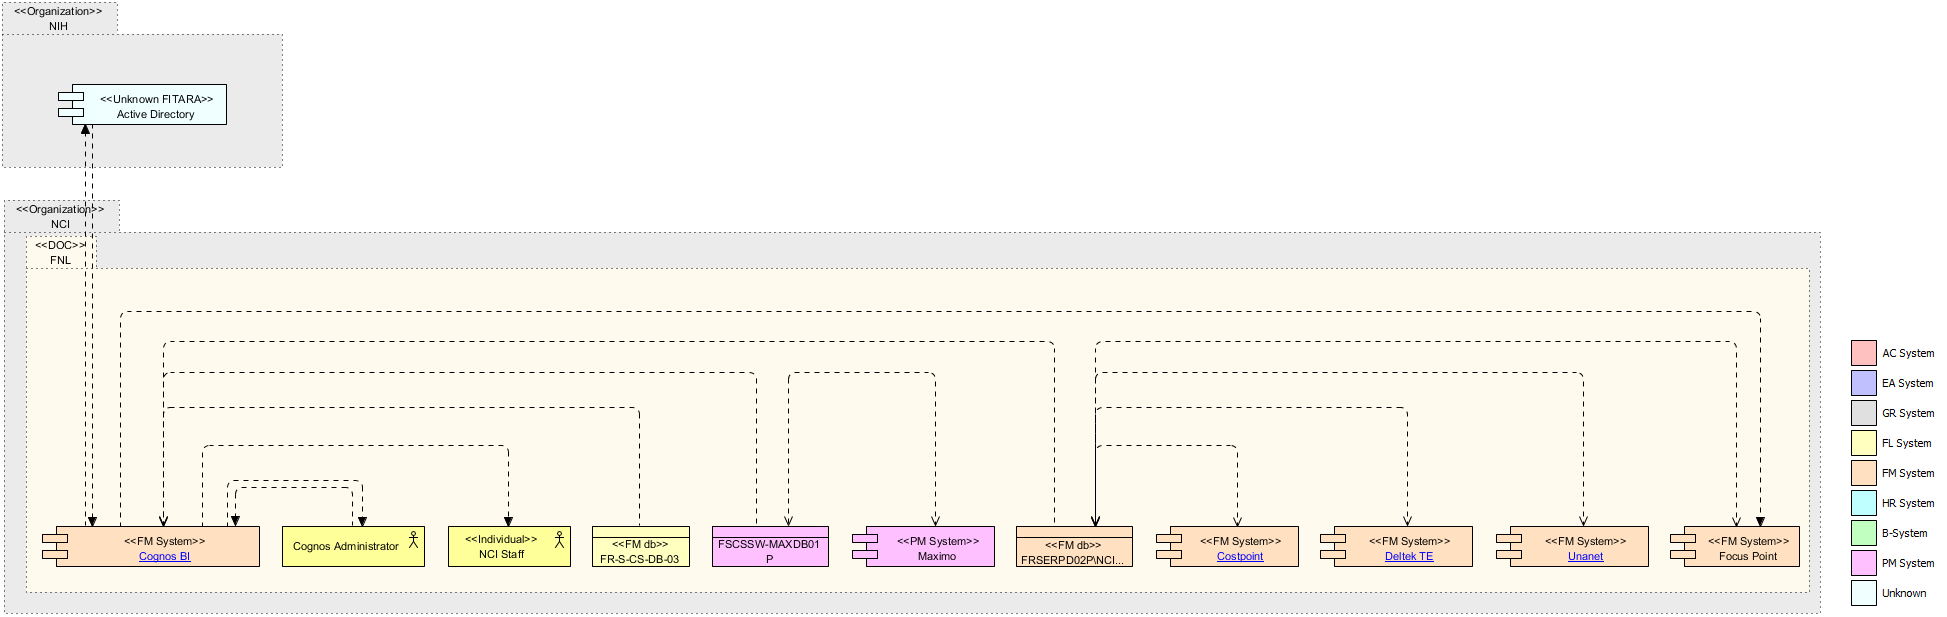 <<Organization>>
NIH
<<Unknown FITARA>>
Active Directory
<<Organization>>
NCI
<<DOC>>
FNL
<<FM System>>
Cognos BI
Cognos Administrator
<<Individual>>
NCI Staff
<<FM db>>
FR-S-CS-DB-03
FSCSSW-MAXDB01
P
<<PM System>>
Maximo
<<FM db>>
FRSERPD02P\NCI...
<<FM System>>
Costpoint
<<FM System>>
Deltek TE
<<FM System>>
Unanet
<<FM System>>
Focus Point
AC System
EA System
GR System
FL System
FM System
HR System
B-System
PM System
Unknown